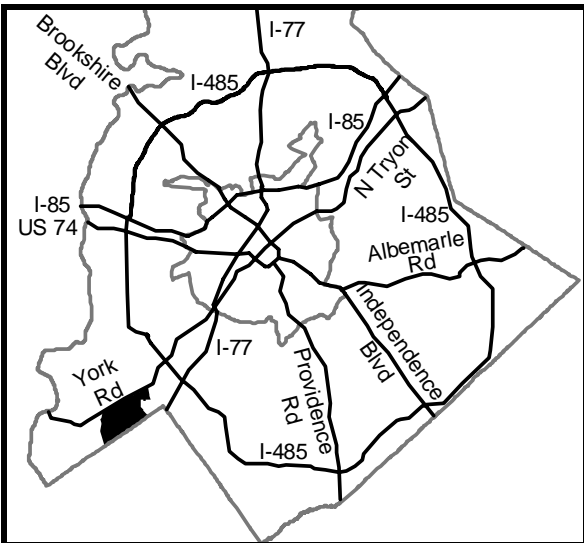 I-77
Brookshire
Blvd
I-485
I-85
N Tryon
St
I-85
US 74
I-485
Albemarle
Rd
Independence
Blvd
I-77
Providence
Rd
York
Rd
I-485